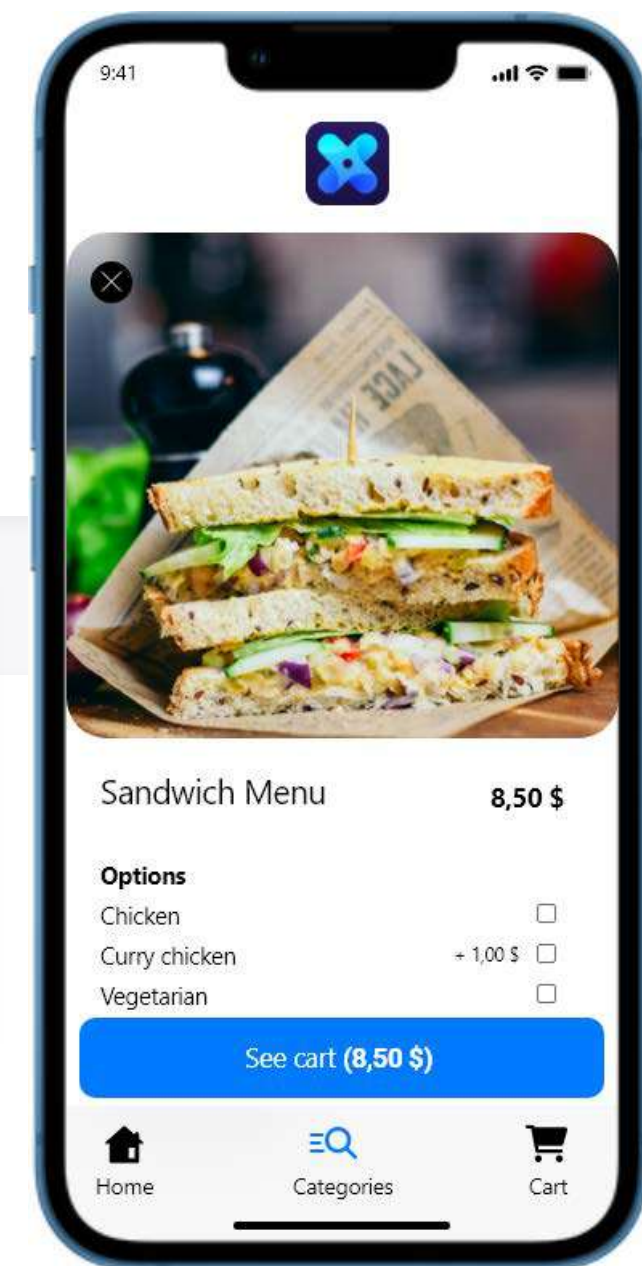 9:41
LACE
Sandwich Menu 8,50 $
Options
Chicken
Curry chicken + 1,00 $
Vegetarian
See cart (8,50 $)
Home Categories Cart